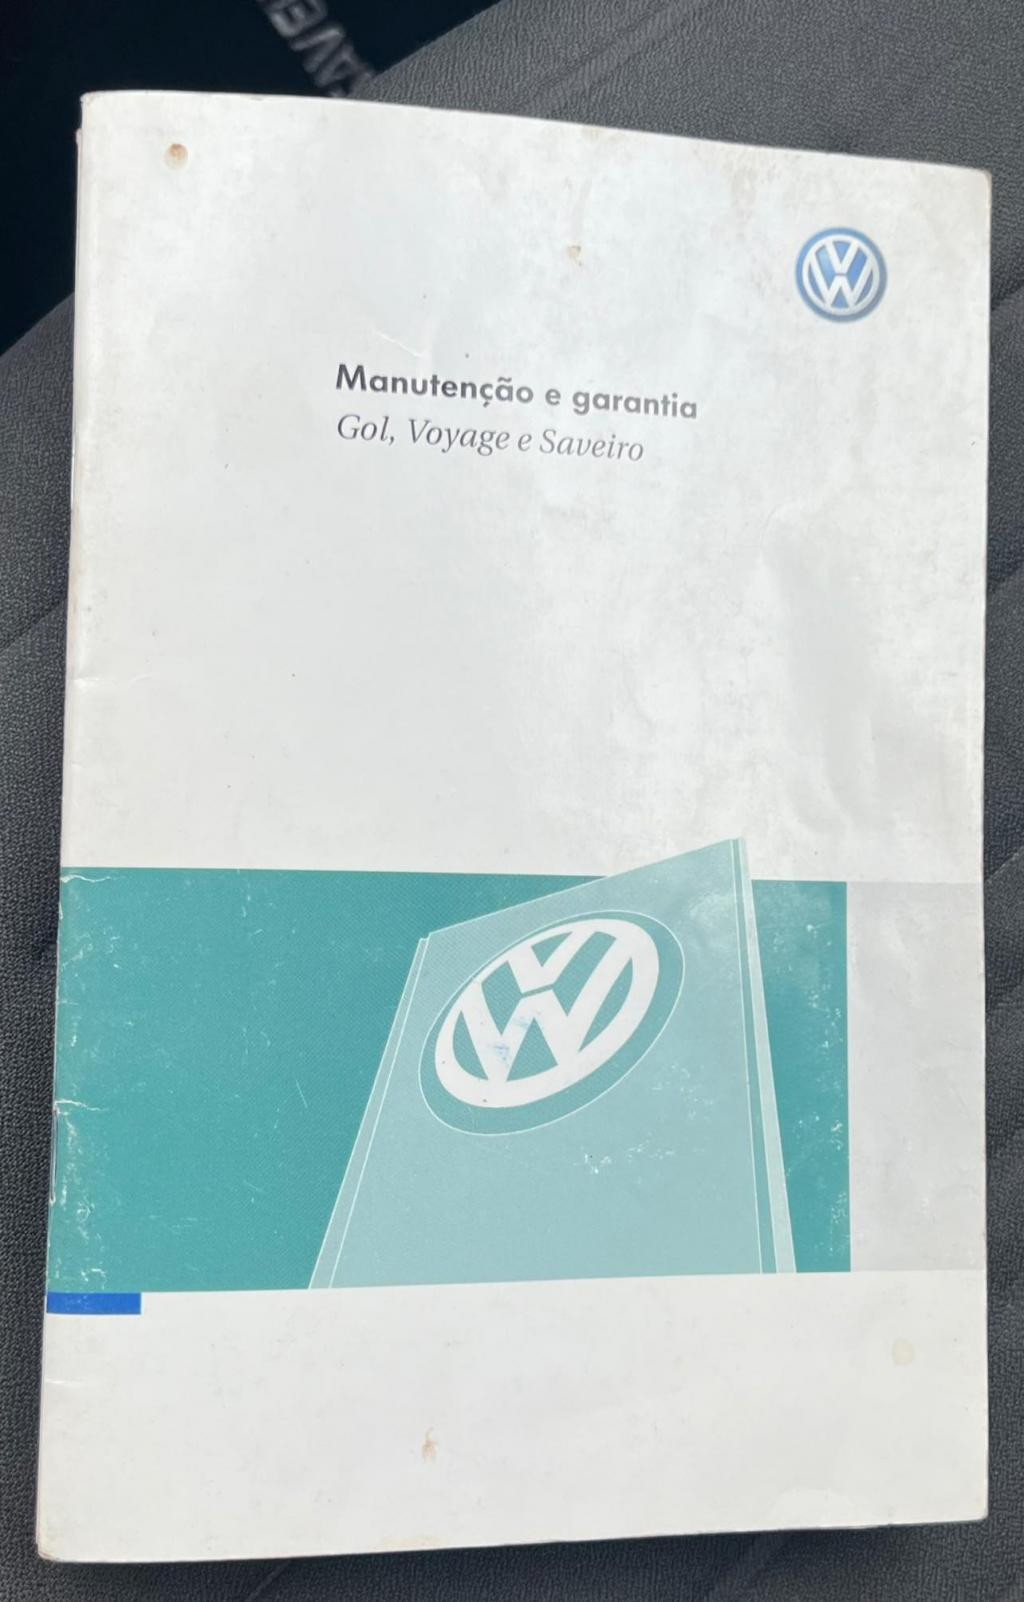 Manutenção e garantia
Gol, Voyage e Saveiro